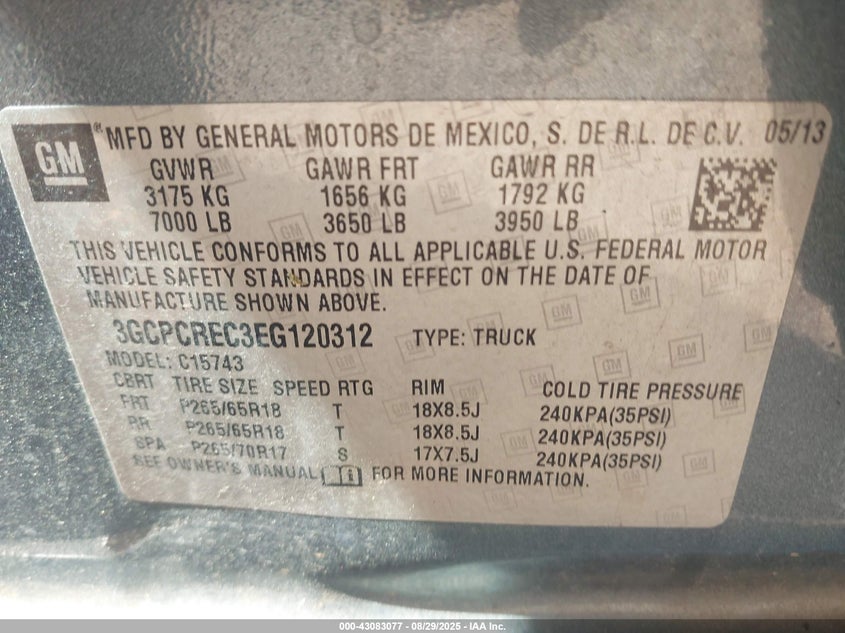 GM ® MFD BY GENERAL MOTORS DE MEXICO, S. DE R.L. DE C.V. 05/13
GVWR GAWR FRT GAWR RR
3175 KG 1656 KG 1792 KG
7000 LB 3650 LB 3950 LB
THIS VEHICLE CONFORMS TO ALL APPLICABLE U.S. FEDERAL MOTOR
VEHICLE SAFETY STANDARDS IN EFFECT ON THE DATE OF
MANUFACTURE SHOWN ABOVE.
3GCPCREC3EG120312 TYPE: TRUCK
MODEL: C15743
CBRT TIRE SIZE SPEED RTG RIM COLD TIRE PRESSURE
FRT P265/65R18 T 18X8.5J 240KPA(35PSI)
RR P265/65R18 T 18X8.5J 240KPA(35PSI)
SPA P265/70R17 S 17X7.5J 240KPA(35PSI)
SEE OWNER'S MANUAL i FOR MORE INFORMATION.
000-43083077 - 08/29/2025 - IAA Inc.